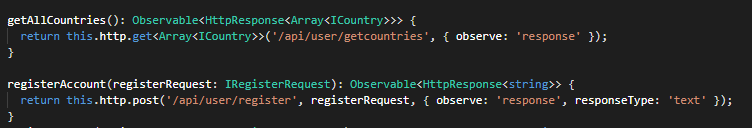 getAllCountries(): Observable<HttpResponse<Array<ICountry>>> {
  return this.http.get<Array<ICountry>>('/api/user/getcountries', { observe: 'response' });
}

registerAccount(registerRequest: IRegisterRequest): Observable<HttpResponse<string>> {
  return this.http.post('/api/user/register', registerRequest, { observe: 'response', responseType: 'text' });
}